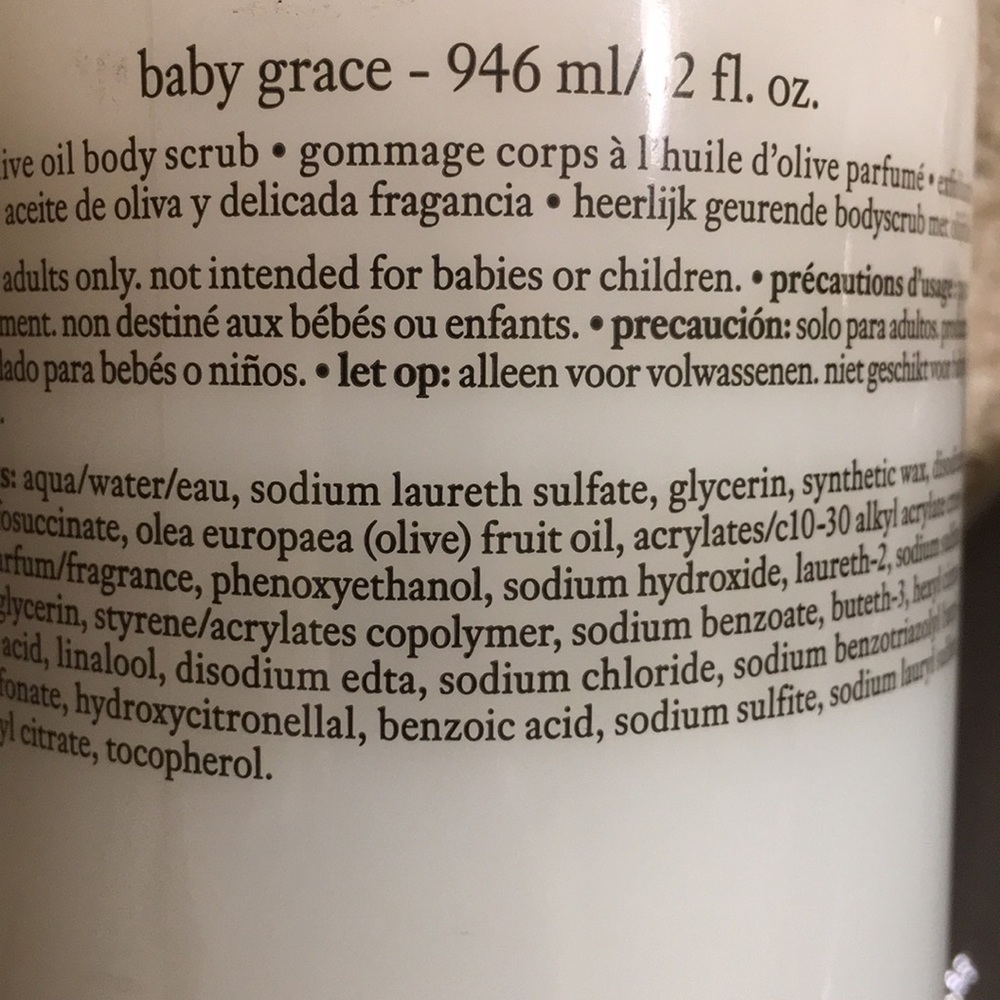 baby grace - 946 ml/ 2 fl. oz.
ive oil body scrub • gommage corps à l'huile d'olive parfumé •
aceite de oliva y delicada fragancia • heerlijk geurende bodyscrub met
adults only. not intended for babies or children. • précautions d'usage:
ment. non destiné aux bébés ou enfants. • precaución: solo para adultos.
lado para bebés o niños. • let op: alleen voor volwassenen. niet geschikt voor
.
s: aqua/water/eau, sodium laureth sulfate, glycerin, synthetic wax,
osuccinate, olea europaea (olive) fruit oil, acrylates/c10-30 alkyl acrylate
arfum/fragrance, phenoxyethanol, sodium hydroxide, laureth-2, sodium
glycerin, styrene/acrylates copolymer, sodium benzoate, buteth-3, hexyl
acid, linalool, disodium edta, sodium chloride, sodium benzotriazolyl
fonate, hydroxycitronellal, benzoic acid, sodium sulfite, sodium lauryl
yl citrate, tocopherol.